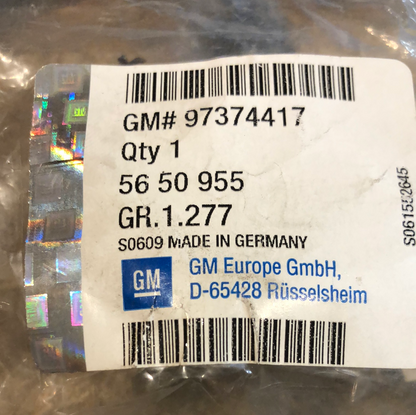 GM# 97374417
Qty 1
56 50 955
GR.1.277
S0609 MADE IN GERMANY
GM
GM Europe GmbH,
D-65428 Rüsselsheim
S061552645